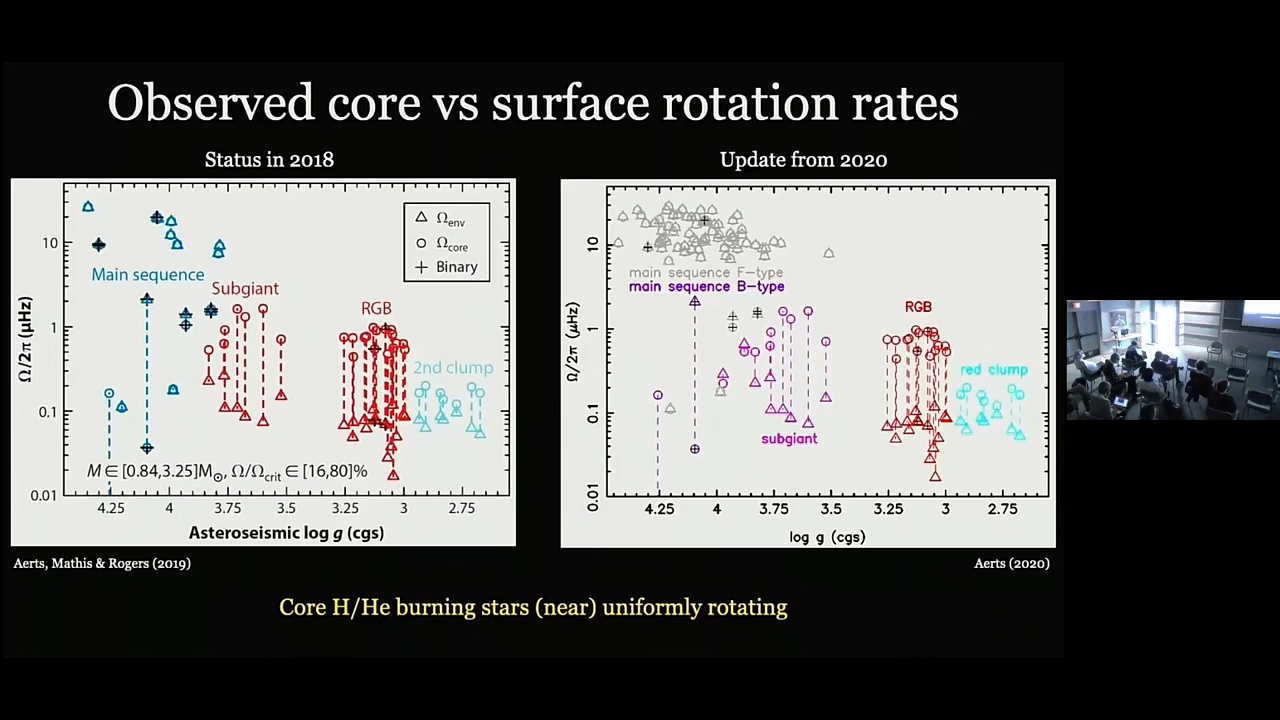 Observed core vs surface rotation rates
Status in 2018
Update from 2020
Ω/2π (μHz)
10
1
0.1
0.01
Main sequence
Subgiant
RGB
2nd clump
△ Ωenv
○ Ωcore
+ Binary
M ∈ [0.84,3.25]M⊙, Ω/Ωcrit ∈ [16,80]%
4.25 4 3.75 3.5 3.25 3 2.75
Asteroseismic log g (cgs)
Aerts, Mathis & Rogers (2019)
Ω/2π (μHz)
10
1
0.1
0.01
main sequence F-type
main sequence B-type
subgiant
RGB
red clump
4.25 4 3.75 3.5 3.25 3 2.75
log g (cgs)
Aerts (2020)
Core H/He burning stars (near) uniformly rotating